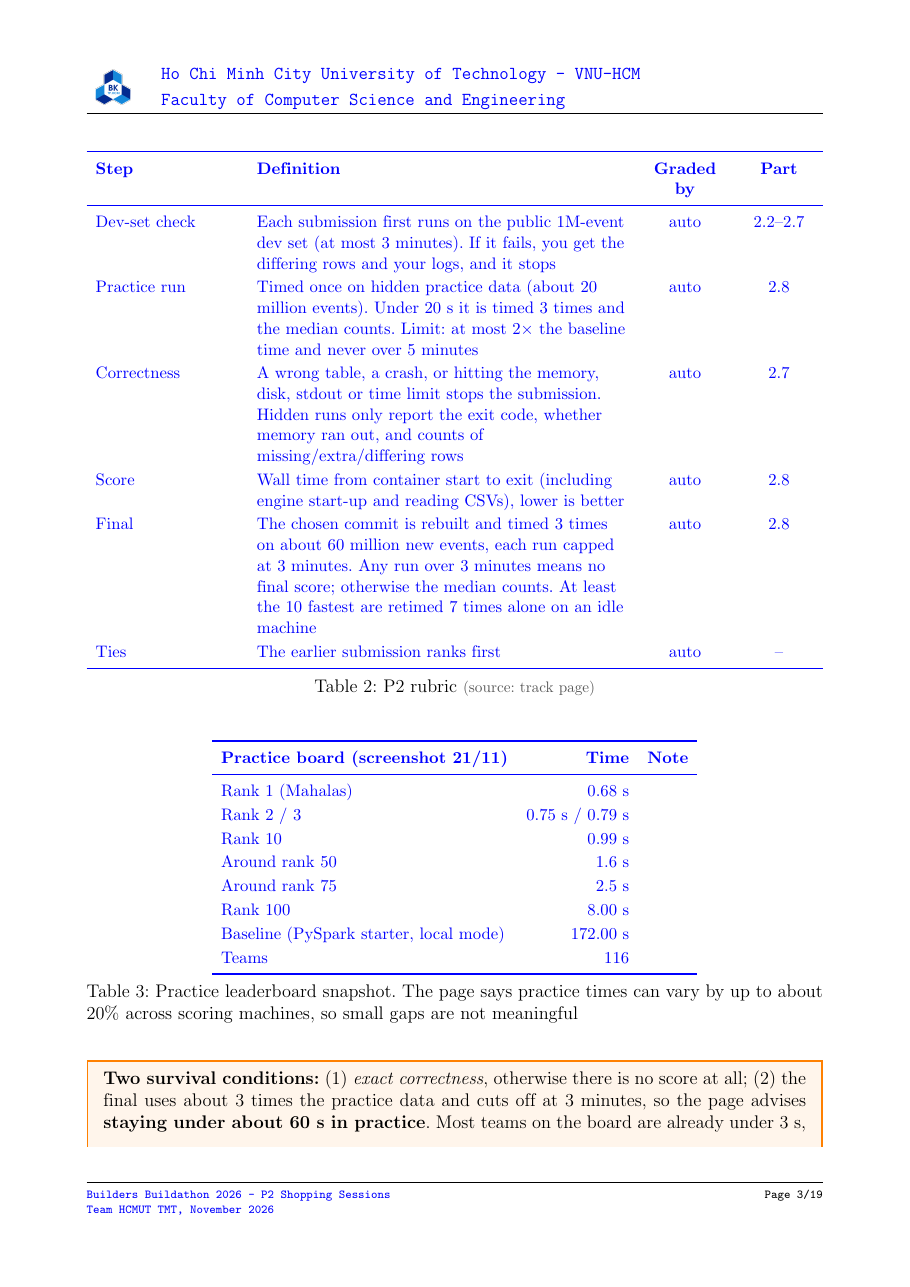 BK
Ho Chi Minh City University of Technology - VNU-HCM
Faculty of Computer Science and Engineering
Step Definition Graded by Part
Dev-set check Each submission first runs on the public 1M-event auto 2.2–2.7
dev set (at most 3 minutes). If it fails, you get the
differing rows and your logs, and it stops
Practice run Timed once on hidden practice data (about 20 auto 2.8
million events). Under 20 s it is timed 3 times and
the median counts. Limit: at most 2× the baseline
time and never over 5 minutes
Correctness A wrong table, a crash, or hitting the memory, auto 2.7
disk, stdout or time limit stops the submission.
Hidden runs only report the exit code, whether
memory ran out, and counts of
missing/extra/differing rows
Score Wall time from container start to exit (including auto 2.8
engine start-up and reading CSVs), lower is better
Final The chosen commit is rebuilt and timed 3 times auto 2.8
on about 60 million new events, each run capped
at 3 minutes. Any run over 3 minutes means no
final score; otherwise the median counts. At least
the 10 fastest are retimed 7 times alone on an idle
machine
Ties The earlier submission ranks first auto –
Table 2: P2 rubric (source: track page)
Practice board (screenshot 21/11) Time Note
Rank 1 (Mahalas) 0.68 s
Rank 2 / 3 0.75 s / 0.79 s
Rank 10 0.99 s
Around rank 50 1.6 s
Around rank 75 2.5 s
Rank 100 8.00 s
Baseline (PySpark starter, local mode) 172.00 s
Teams 116
Table 3: Practice leaderboard snapshot. The page says practice times can vary by up to about
20% across scoring machines, so small gaps are not meaningful
Two survival conditions: (1) exact correctness, otherwise there is no score at all; (2) the
final uses about 3 times the practice data and cuts off at 3 minutes, so the page advises
staying under about 60 s in practice. Most teams on the board are already under 3 s,
Builders Buildathon 2026 - P2 Shopping Sessions Page 3/19
Team HCMUT TMT, November 2026